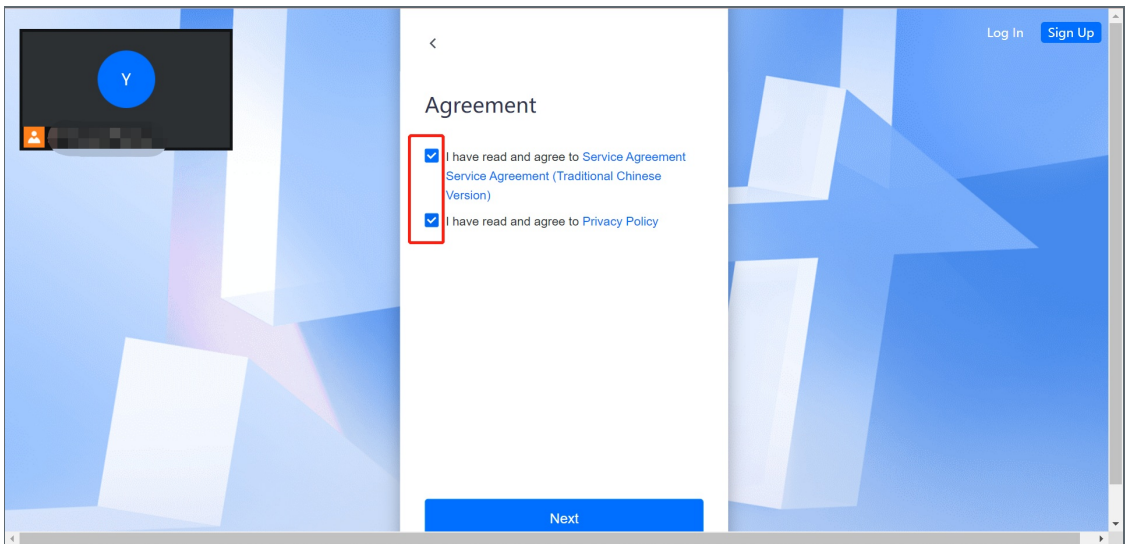 Log In Sign Up
Y
Agreement
I have read and agree to Service Agreement
Service Agreement (Traditional Chinese
Version)
I have read and agree to Privacy Policy
Next